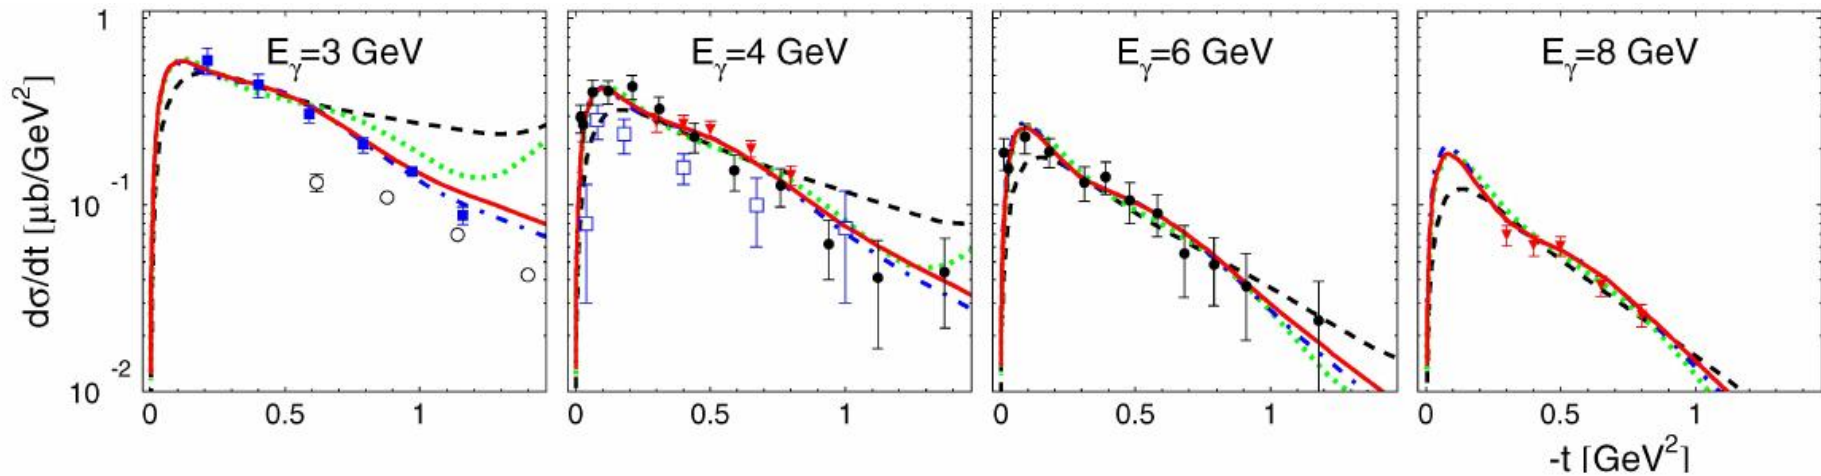 dσ/dt [μb/GeV²]
1
10⁻¹
10⁻²
E_γ=3 GeV
E_γ=4 GeV
E_γ=6 GeV
E_γ=8 GeV
0 0.5 1
0 0.5 1
0 0.5 1
0 0.5 1
-t [GeV²]